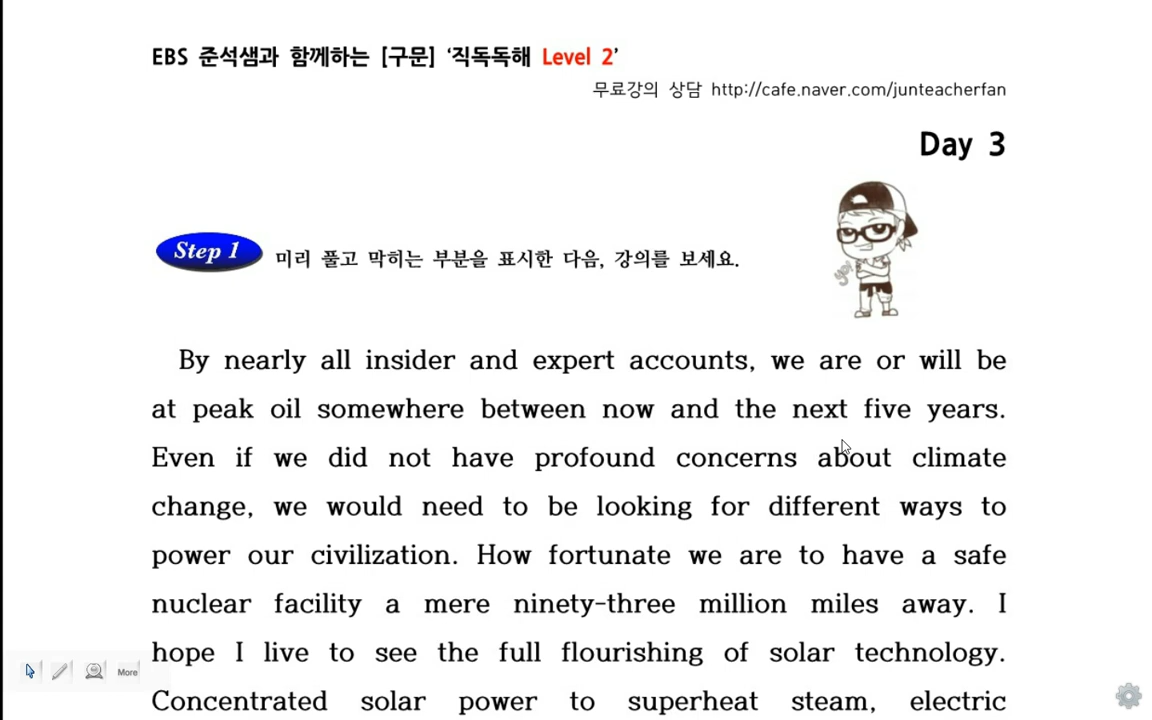 EBS 준석샘과 함께하는 [구문] ‘직독독해 Level 2’
무료강의 상담 http://cafe.naver.com/junteacherfan
Day 3
Step 1 미리 풀고 막히는 부분을 표시한 다음, 강의를 보세요.
yo!
By nearly all insider and expert accounts, we are or will be
at peak oil somewhere between now and the next five years.
Even if we did not have profound concerns about climate
change, we would need to be looking for different ways to
power our civilization. How fortunate we are to have a safe
nuclear facility a mere ninety-three million miles away. I
hope I live to see the full flourishing of solar technology.
Concentrated solar power to superheat steam, electric
More